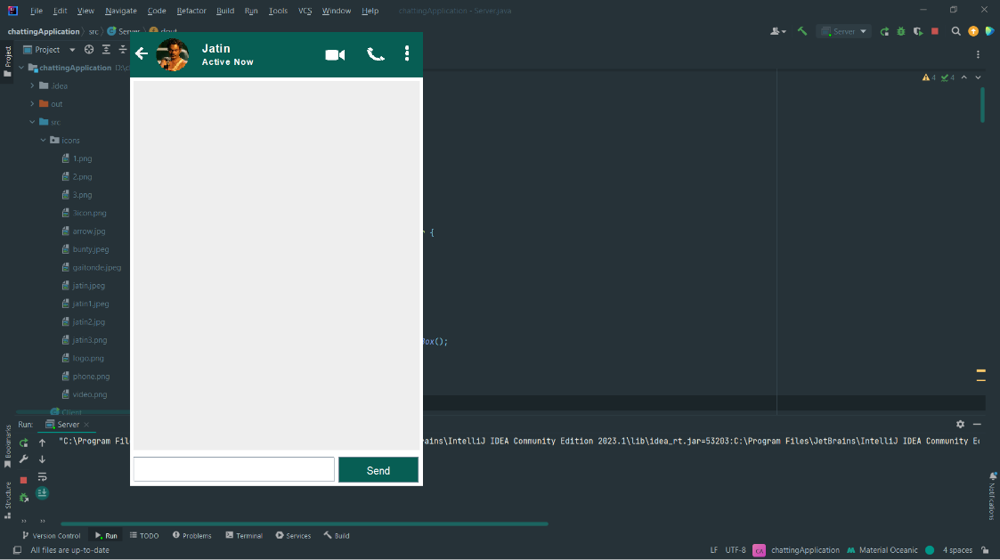 File Edit View Navigate Code Refactor Build Run Tools VCS Window Help chattingApplication - Server.java
chattingApplication src Server dout
Server
Project
Project
chattingApplication
.idea
out
src
icons
1.png
2.png
3.png
3icon.png
arrow.jpg
bunty.jpeg
gaitonde.jpeg
jatin.jpeg
jatin1.jpeg
jatin2.jpg
jatin3.png
logo.png
phone.png
video.png
Client
Jatin
Active Now
Send
4 4
{
Box();
Run: Server
"C:\Program Fil
rains\IntelliJ IDEA Community Edition 2023.1\lib\idea_rt.jar=53203:C:\Program Files\JetBrains\IntelliJ IDEA Community
Bookmarks
Structure
Notifications
Version Control Run TODO Problems Terminal Services Build
All files are up-to-date
LF UTF-8 CA chattingApplication Material Oceanic 4 spaces